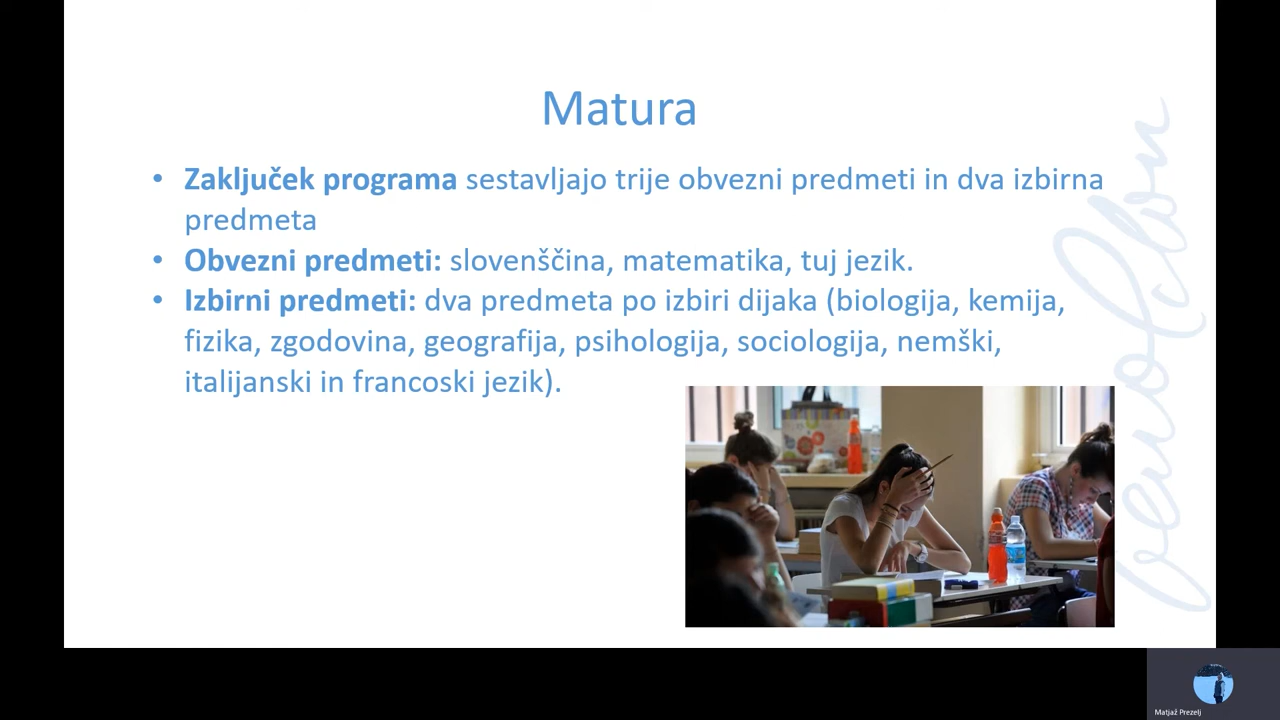 Matura
• Zaključek programa sestavljajo trije obvezni predmeti in dva izbirna
predmeta
• Obvezni predmeti: slovenščina, matematika, tuj jezik.
• Izbirni predmeti: dva predmeta po izbiri dijaka (biologija, kemija,
fizika, zgodovina, geografija, psihologija, sociologija, nemški,
italijanski in francoski jezik).
Matjaž Prezelj